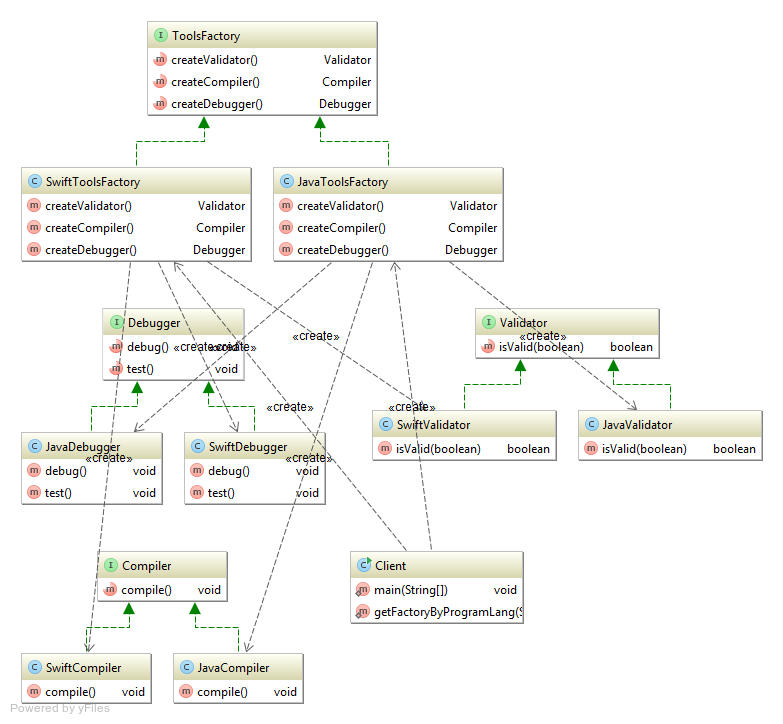 ToolsFactory
createValidator() Validator
createCompiler() Compiler
createDebugger() Debugger
SwiftToolsFactory
createValidator() Validator
createCompiler() Compiler
createDebugger() Debugger
JavaToolsFactory
createValidator() Validator
createCompiler() Compiler
createDebugger() Debugger
Debugger
debug() void
test() void
Validator
isValid(boolean) boolean
«create»
«create»
«create»
«create»
«create»
«create»
«create»
«create»
JavaDebugger
debug() void
test() void
SwiftDebugger
debug() void
test() void
SwiftValidator
isValid(boolean) boolean
JavaValidator
isValid(boolean) boolean
Compiler
compile() void
Client
main(String[]) void
getFactoryByProgramLang(S
SwiftCompiler
compile() void
JavaCompiler
compile() void
Powered by yFiles